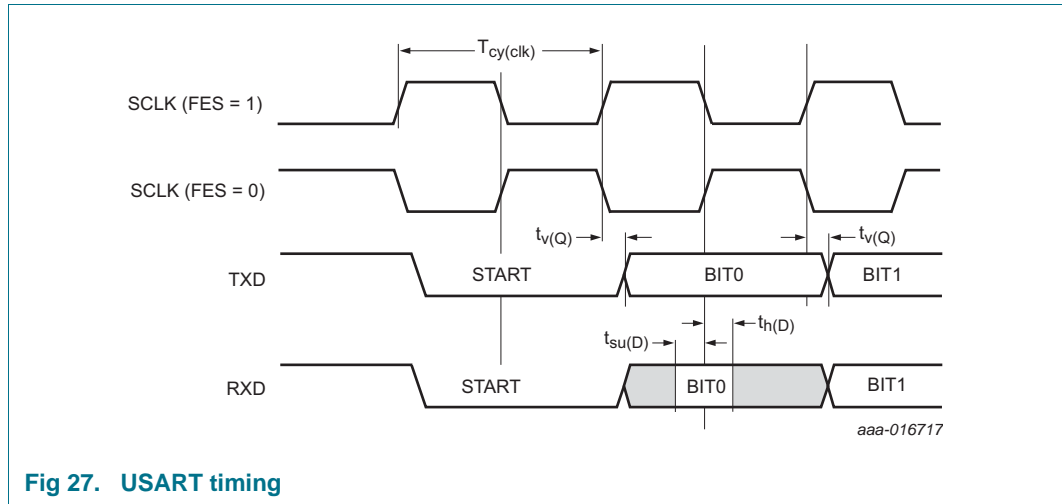 Tcy(clk)
SCLK (FES = 1)
SCLK (FES = 0)
tv(Q)
tv(Q)
TXD
START
BIT0
BIT1
th(D)
tsu(D)
RXD
START
BIT0
BIT1
aaa-016717
Fig 27. USART timing